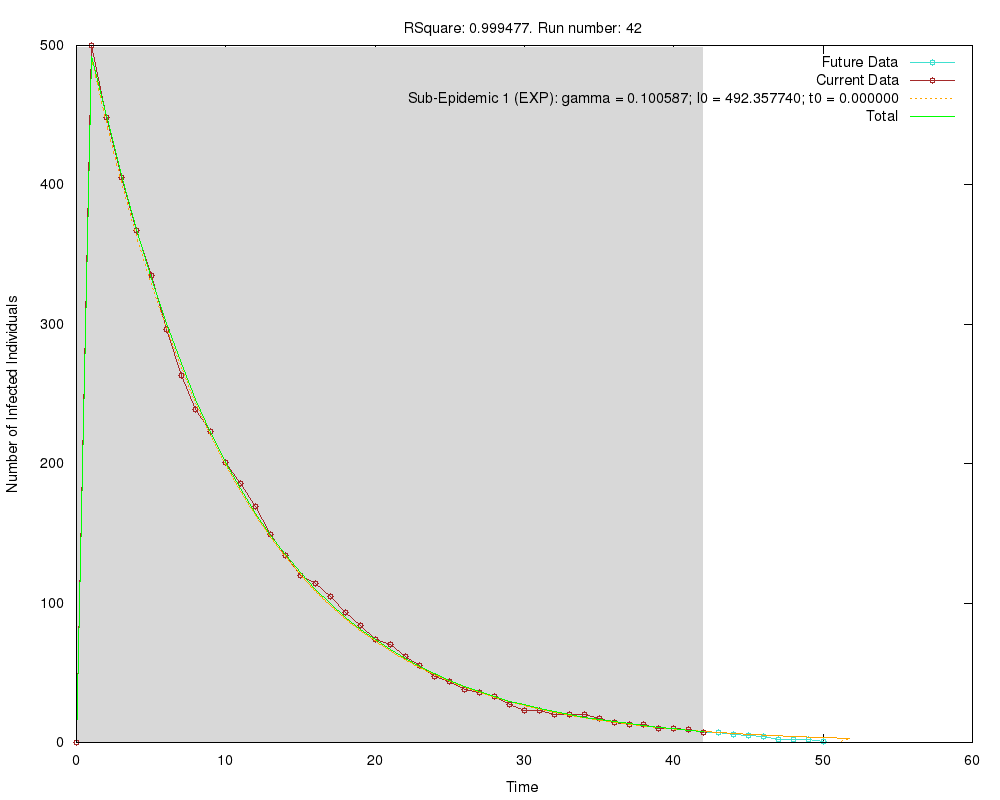 RSquare: 0.999477. Run number: 42
Future Data
Current Data
Sub-Epidemic 1 (EXP): gamma = 0.100587; I0 = 492.357740; t0 = 0.000000
Total
500
400
300
200
100
0
Number of Infected Individuals
0 10 20 30 40 50 60
Time